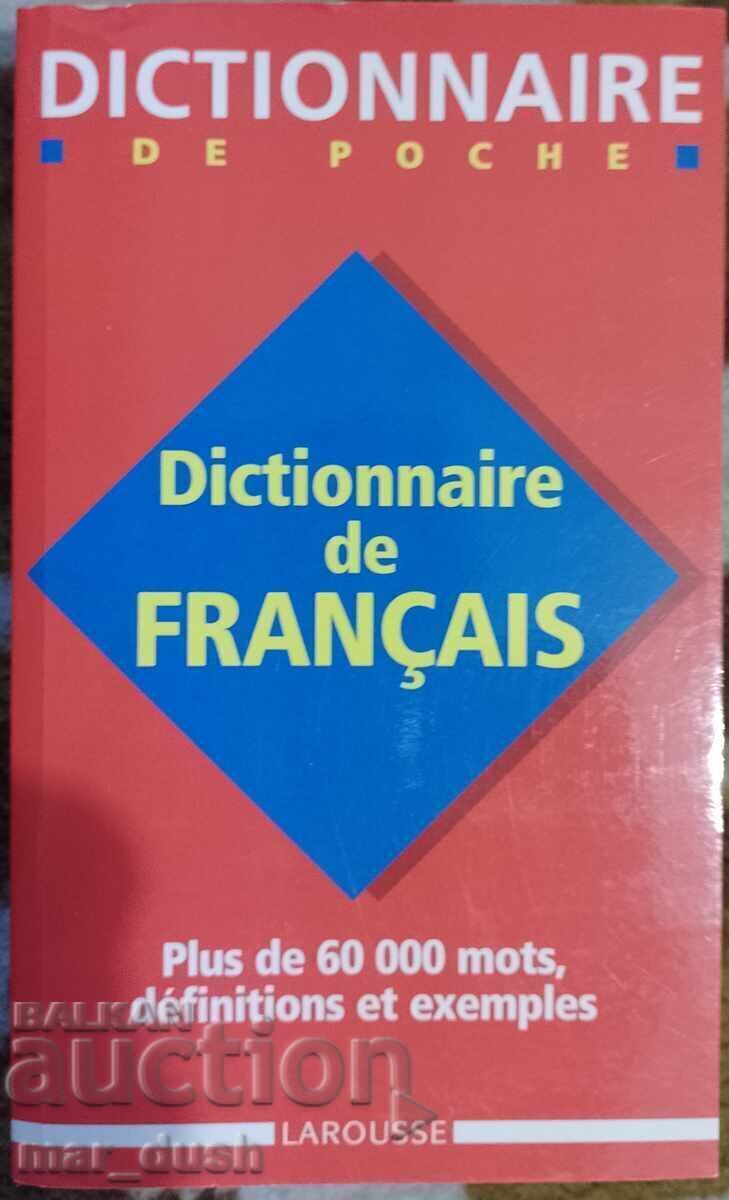 DICTIONNAIRE
DE POCHE
Dictionnaire
de
FRANÇAIS
Plus de 60 000 mots,
définitions et exemples
BALKAN
auction
LAROUSSE
mar_dush